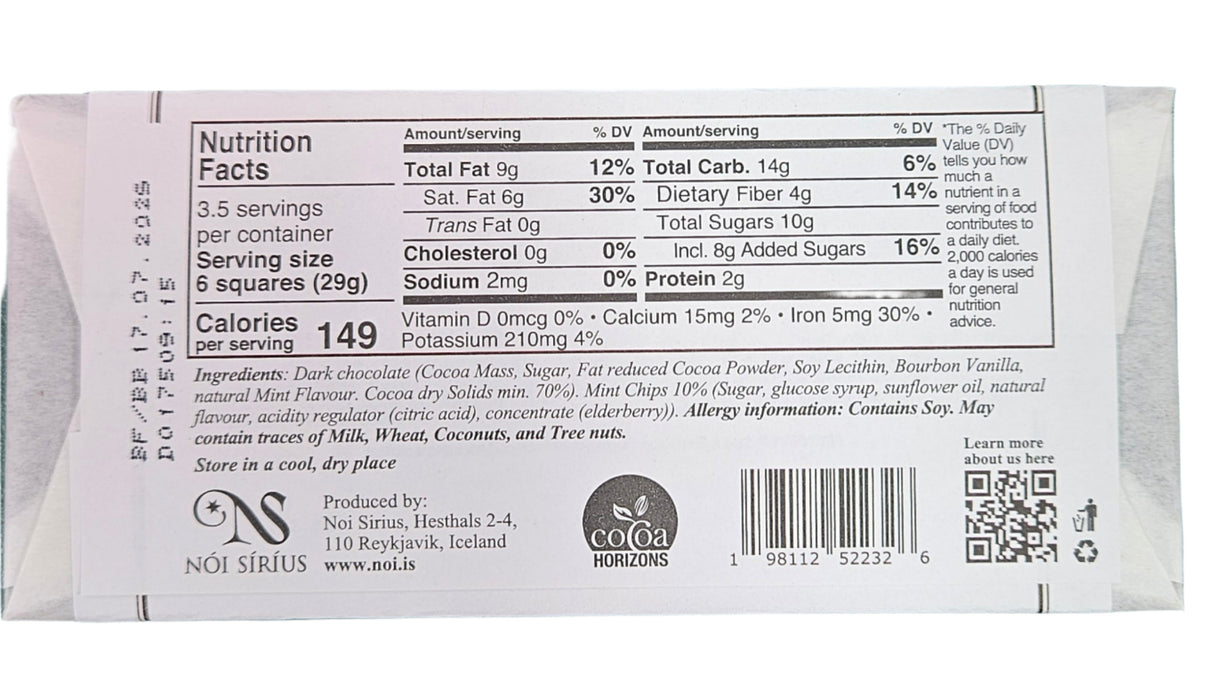 Nutrition
Facts
3.5 servings
per container
Serving size
6 squares (29g)
Calories
per serving 149
Amount/serving % DV
Total Fat 9g 12%
Sat. Fat 6g 30%
Trans Fat 0g
Cholesterol 0g 0%
Sodium 2mg 0%
Amount/serving % DV
Total Carb. 14g 6%
Dietary Fiber 4g 14%
Total Sugars 10g
Incl. 8g Added Sugars 16%
Protein 2g
Vitamin D 0mcg 0% • Calcium 15mg 2% • Iron 5mg 30% •
Potassium 210mg 4%
*The % Daily
Value (DV)
tells you how
much a
nutrient in a
serving of food
contributes to
a daily diet.
2,000 calories
a day is used
for general
nutrition
advice.
Ingredients: Dark chocolate (Cocoa Mass, Sugar, Fat reduced Cocoa Powder, Soy Lecithin, Bourbon Vanilla,
natural Mint Flavour. Cocoa dry Solids min. 70%). Mint Chips 10% (Sugar, glucose syrup, sunflower oil, natural
flavour, acidity regulator (citric acid), concentrate (elderberry)). Allergy information: Contains Soy. May
contain traces of Milk, Wheat, Coconuts, and Tree nuts.
Store in a cool, dry place
NS
NÓI SÍRÍUS
Produced by:
Noi Sirius, Hesthals 2-4,
110 Reykjavik, Iceland
www.noi.is
cocoa
HORIZONS
1 98112 52232 6
Learn more
about us here
BF/BB 17.07.2025
09:15